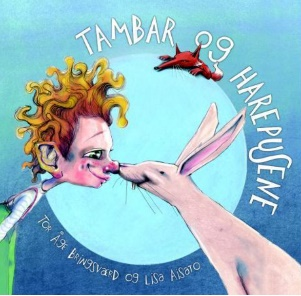 TAMBAR og
HAREPUSENE
TOR ÅGE BRINGSVÆRD OG LISA AISATO